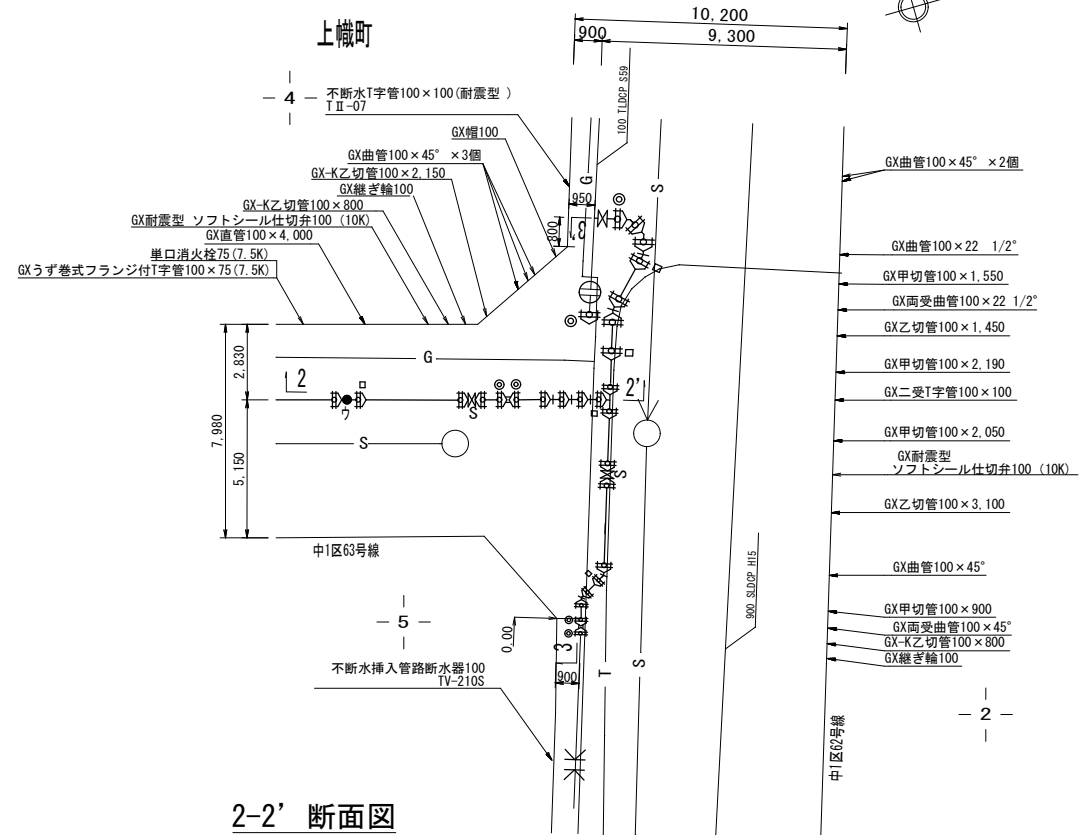 10,200
900
9,300
上幟町
4
不断水T字管100×100(耐震型 )
TⅡ-07
100 TLDCP S59
GX帽100
GX曲管100×45° ×3個
GX-K乙切管100×2,150
GX継ぎ輪100
GX-K乙切管100×800
GX耐震型 ソフトシール仕切弁100 (10K)
GX直管100×4,000
単口消火栓75(7.5K)
GXうず巻式フランジ付T字管100×75(7.5K)
G
S
950
800
3'
GX曲管100×45° ×2個
GX曲管100×22 1/2°
GX甲切管100×1,550
GX両受曲管100×22 1/2°
GX乙切管100×1,450
GX甲切管100×2,190
GX二受T字管100×100
GX甲切管100×2,050
GX耐震型
ソフトシール仕切弁100 (10K)
GX乙切管100×3,100
GX曲管100×45°
GX甲切管100×900
GX両受曲管100×45°
GX-K乙切管100×800
GX継ぎ輪100
2,830
7,980
5,150
G
2
2'
ウ
S
S
S
中1区63号線
900 SLDCP H15
5
0.00
3
900
T
S
不断水挿入管路断水器100
TV-210S
2
中1区62号線
2-2’ 断面図